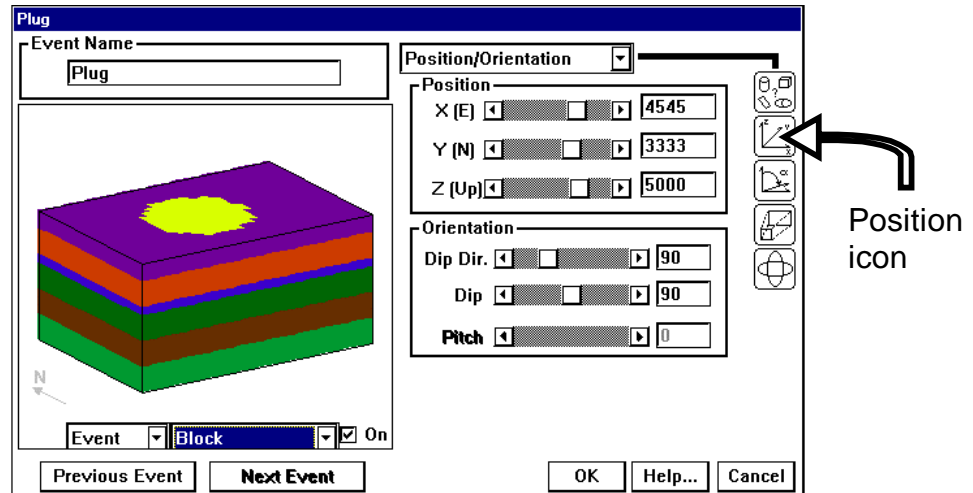 Plug
Event Name
Plug
Position/Orientation
Position
X (E) 4545
Y (N) 3333
Z (Up) 5000
Orientation
Dip Dir. 90
Dip 90
Pitch 0
N
Event Block On
Previous Event Next Event OK Help... Cancel
?
Z Y X
α
Position
icon